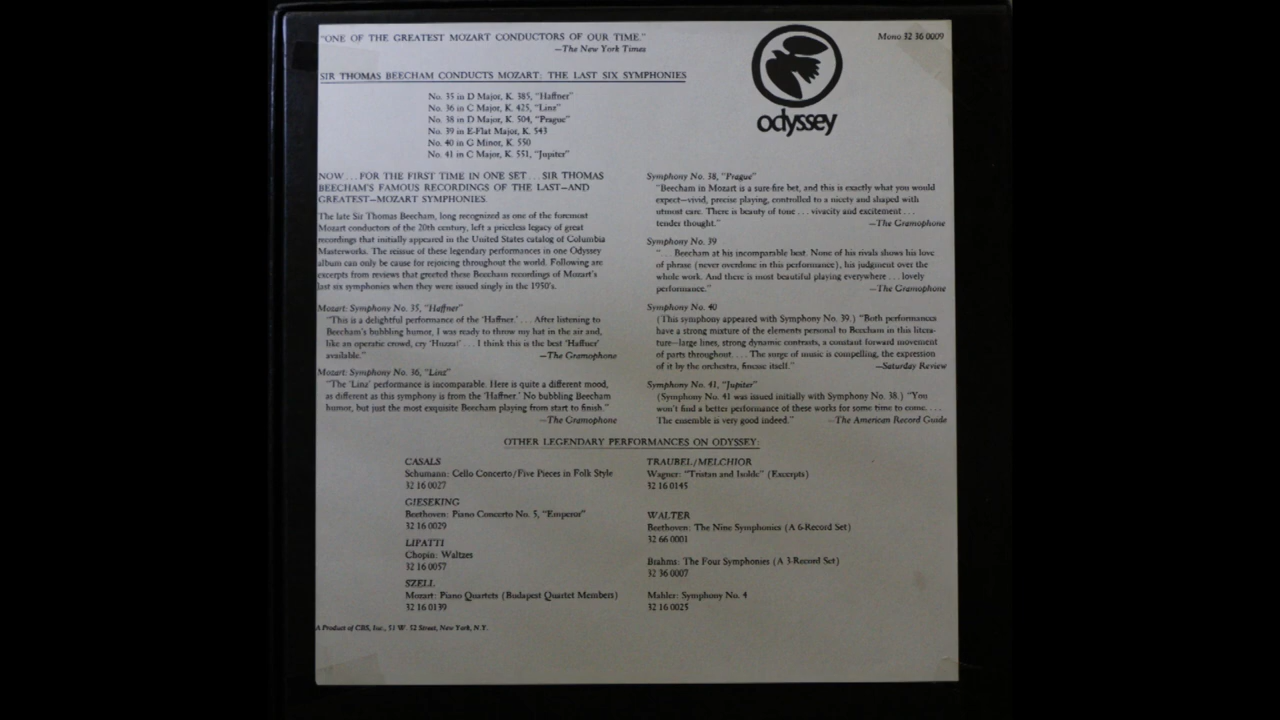 "ONE OF THE GREATEST MOZART CONDUCTORS OF OUR TIME."
—The New York Times
Mono 32 36 0009
odyssey
SIR THOMAS BEECHAM CONDUCTS MOZART: THE LAST SIX SYMPHONIES
No. 35 in D Major, K. 385, "Haffner"
No. 36 in C Major, K. 425, "Linz"
No. 38 in D Major, K. 504, "Prague"
No. 39 in E-Flat Major, K. 543
No. 40 in G Minor, K. 550
No. 41 in C Major, K. 551, "Jupiter"
NOW . . . FOR THE FIRST TIME IN ONE SET . . . SIR THOMAS
BEECHAM'S FAMOUS RECORDINGS OF THE LAST—AND
GREATEST—MOZART SYMPHONIES.
The late Sir Thomas Beecham, long recognized as one of the foremost
Mozart conductors of the 20th century, left a priceless legacy of great
recordings that initially appeared in the United States catalog of Columbia
Masterworks. The reissue of these legendary performances in one Odyssey
album can only be cause for rejoicing throughout the world. Following are
excerpts from reviews that greeted these Beecham recordings of Mozart's
last six symphonies when they were issued singly in the 1950's.
Mozart: Symphony No. 35, "Haffner"
"This is a delightful performance of the 'Haffner.' . . . After listening to
Beecham's bubbling humor, I was ready to throw my hat in the air and,
like an operatic crowd, cry 'Huzza!' . . . I think this is the best 'Haffner'
available."
—The Gramophone
Mozart: Symphony No. 36, "Linz"
"The 'Linz' performance is incomparable. Here is quite a different mood,
as different as this symphony is from the 'Haffner.' No bubbling Beecham
humor, but just the most exquisite Beecham playing from start to finish."
—The Gramophone
Symphony No. 38, "Prague"
"Beecham in Mozart is a sure-fire bet, and this is exactly what you would
expect—vivid, precise playing, controlled to a nicety and shaped with
utmost care. There is beauty of tone . . . vivacity and excitement . . .
tender thought."
—The Gramophone
Symphony No. 39
". . . Beecham at his incomparable best. None of his rivals shows his love
of phrase (never overdone in this performance), his judgment over the
whole work. And there is most beautiful playing everywhere . . . lovely
performance."
—The Gramophone
Symphony No. 40
(This symphony appeared with Symphony No. 39.) "Both performances
have a strong mixture of the elements personal to Beecham in this litera-
ture—large lines, strong dynamic contrasts, a constant forward movement
of parts throughout. . . . The surge of music is compelling, the expression
of it by the orchestra, finesse itself."
—Saturday Review
Symphony No. 41, "Jupiter"
(Symphony No. 41 was issued initially with Symphony No. 38.) "You
won't find a better performance of these works for some time to come. . . .
The ensemble is very good indeed."
—The American Record Guide
OTHER LEGENDARY PERFORMANCES ON ODYSSEY:
CASALS
Schumann: Cello Concerto/Five Pieces in Folk Style
32 16 0027
GIESEKING
Beethoven: Piano Concerto No. 5, "Emperor"
32 16 0029
LIPATTI
Chopin: Waltzes
32 16 0057
SZELL
Mozart: Piano Quartets (Budapest Quartet Members)
32 16 0139
TRAUBEL/MELCHIOR
Wagner: "Tristan and Isolde" (Excerpts)
32 16 0145
WALTER
Beethoven: The Nine Symphonies (A 6-Record Set)
32 66 0001
Brahms: The Four Symphonies (A 3-Record Set)
32 36 0007
Mahler: Symphony No. 4
32 16 0025
A Product of CBS, Inc., 51 W. 52 Street, New York, N.Y.